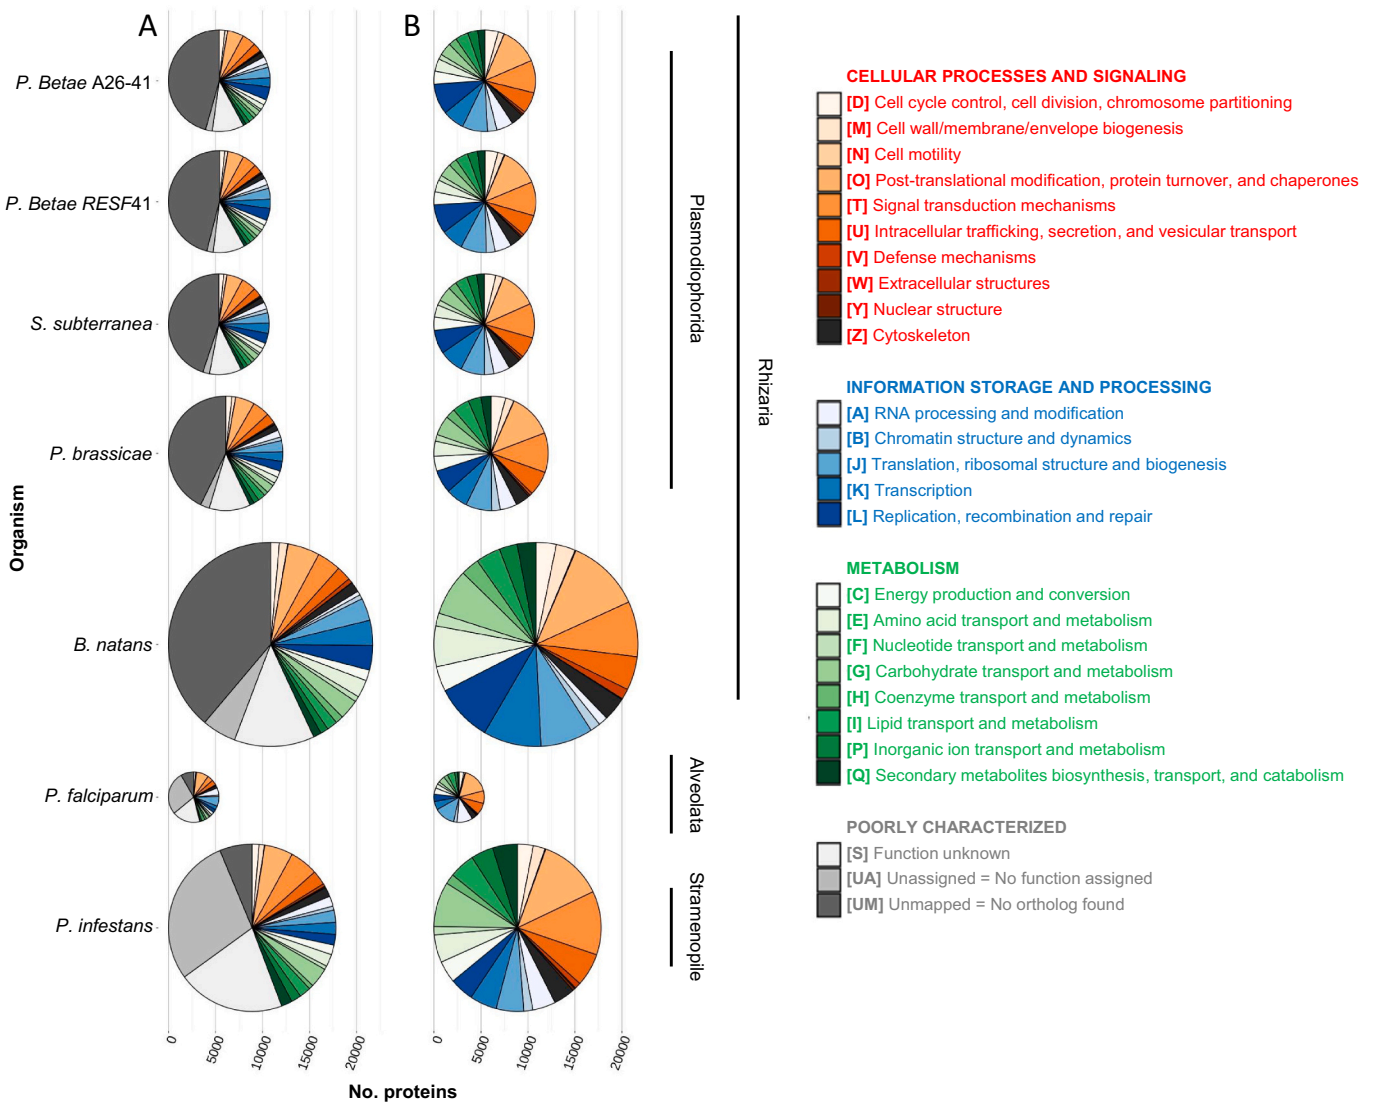 A
B
P. Betae A26-41
P. Betae RESF41
S. subterranea
P. brassicae
B. natans
P. falciparum
P. infestans
Organism
0
5000
10000
15000
20000
0
5000
10000
15000
20000
No. proteins
Plasmodiophorida
Rhizaria
Alveolata
Stramenopile
CELLULAR PROCESSES AND SIGNALING
[D] Cell cycle control, cell division, chromosome partitioning
[M] Cell wall/membrane/envelope biogenesis
[N] Cell motility
[O] Post-translational modification, protein turnover, and chaperones
[T] Signal transduction mechanisms
[U] Intracellular trafficking, secretion, and vesicular transport
[V] Defense mechanisms
[W] Extracellular structures
[Y] Nuclear structure
[Z] Cytoskeleton
INFORMATION STORAGE AND PROCESSING
[A] RNA processing and modification
[B] Chromatin structure and dynamics
[J] Translation, ribosomal structure and biogenesis
[K] Transcription
[L] Replication, recombination and repair
METABOLISM
[C] Energy production and conversion
[E] Amino acid transport and metabolism
[F] Nucleotide transport and metabolism
[G] Carbohydrate transport and metabolism
[H] Coenzyme transport and metabolism
[I] Lipid transport and metabolism
[P] Inorganic ion transport and metabolism
[Q] Secondary metabolites biosynthesis, transport, and catabolism
POORLY CHARACTERIZED
[S] Function unknown
[UA] Unassigned = No function assigned
[UM] Unmapped = No ortholog found